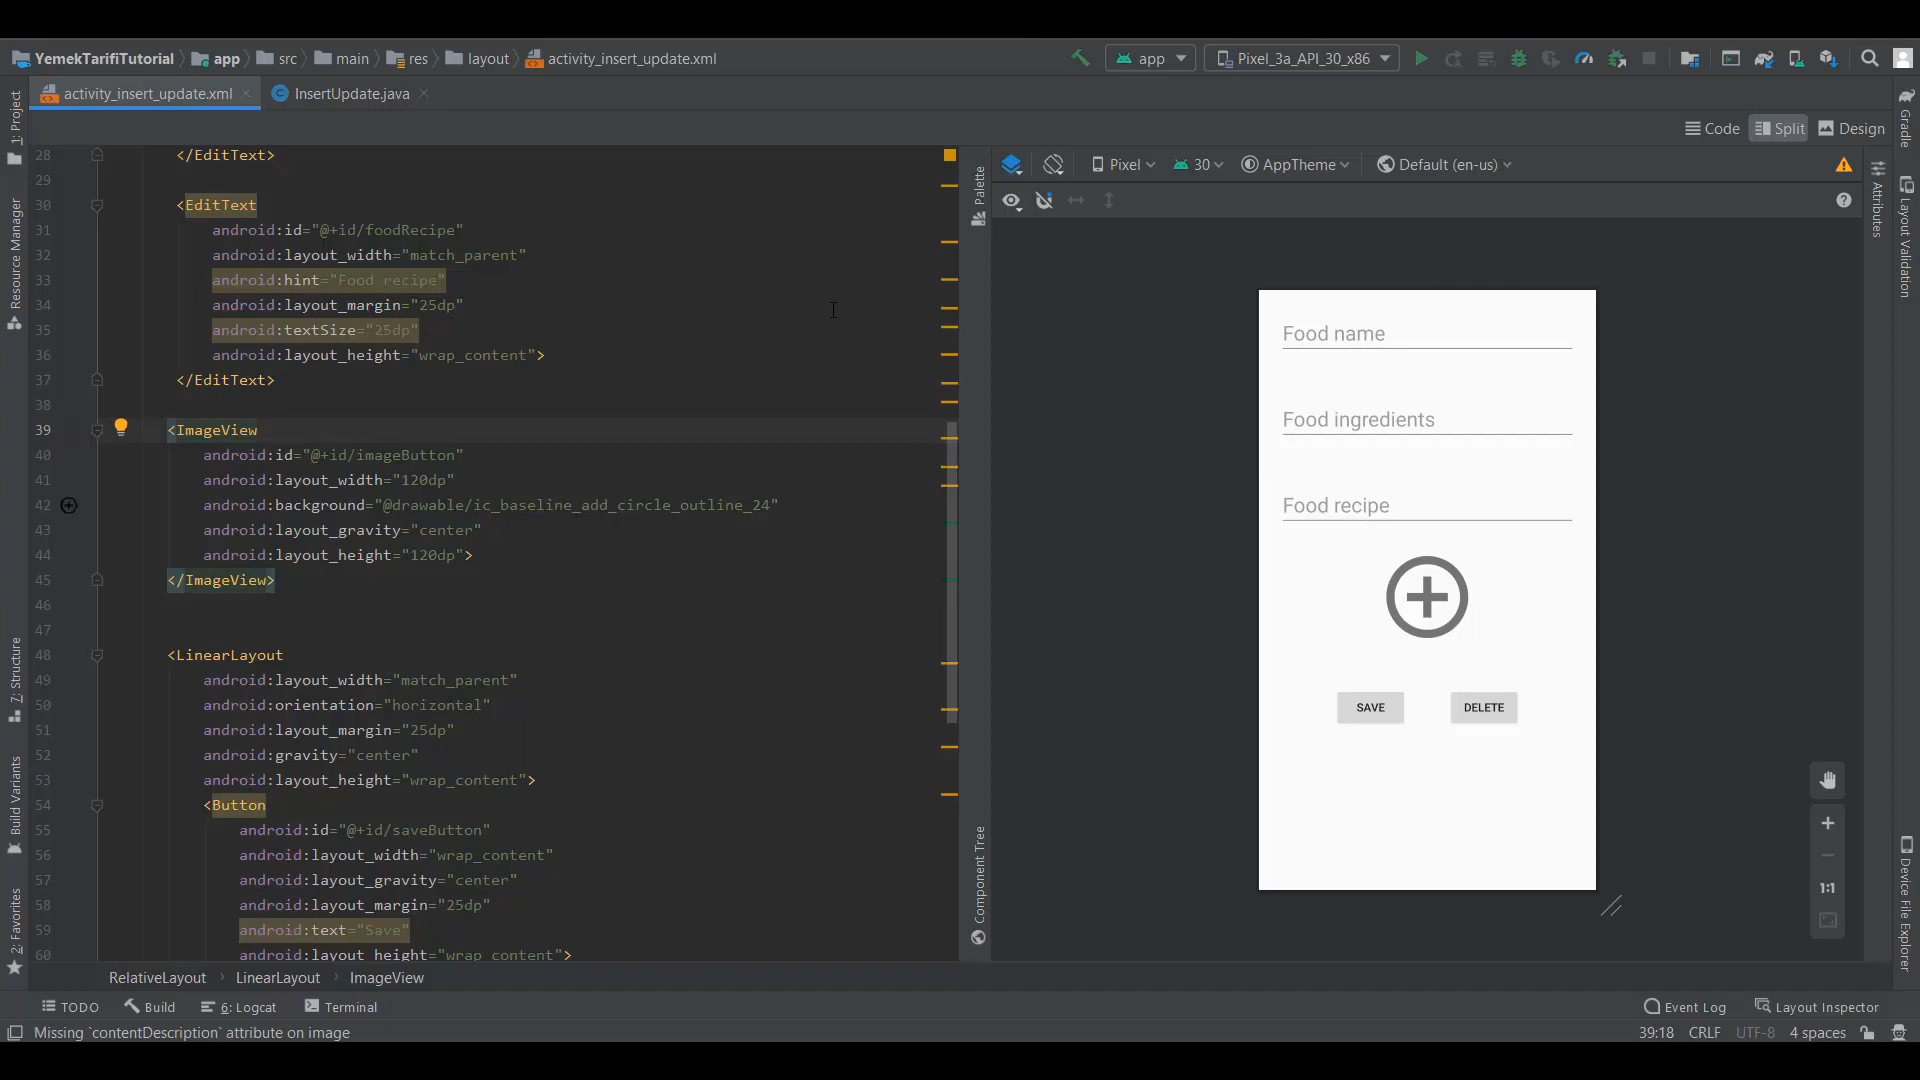 YemekTarifiTutorial app src main res layout activity_insert_update.xml app Pixel_3a_API_30_x86
activity_insert_update.xml InsertUpdate.java
Code Split Design
Pixel 30 AppTheme Default (en-us)
1: Project
Resource Manager
7: Structure
Build Variants
2: Favorites
28 </EditText>
29
30 <EditText
31 android:id="@+id/foodRecipe"
32 android:layout_width="match_parent"
33 android:hint="Food recipe"
34 android:layout_margin="25dp"
35 android:textSize="25dp"
36 android:layout_height="wrap_content">
37 </EditText>
38
39 <ImageView
40 android:id="@+id/imageButton"
41 android:layout_width="120dp"
42 android:background="@drawable/ic_baseline_add_circle_outline_24"
43 android:layout_gravity="center"
44 android:layout_height="120dp">
45 </ImageView>
46
47
48 <LinearLayout
49 android:layout_width="match_parent"
50 android:orientation="horizontal"
51 android:layout_margin="25dp"
52 android:gravity="center"
53 android:layout_height="wrap_content">
54 <Button
55 android:id="@+id/saveButton"
56 android:layout_width="wrap_content"
57 android:layout_gravity="center"
58 android:layout_margin="25dp"
59 android:text="Save"
60 android:layout_height="wrap_content">
Palette
Component Tree
Food name
Food ingredients
Food recipe
SAVE DELETE
1:1
Attributes
Gradle
Layout Validation
Device File Explorer
RelativeLayout LinearLayout ImageView
TODO Build 6: Logcat Terminal Event Log Layout Inspector
Missing `contentDescription` attribute on image 39:18 CRLF UTF-8 4 spaces